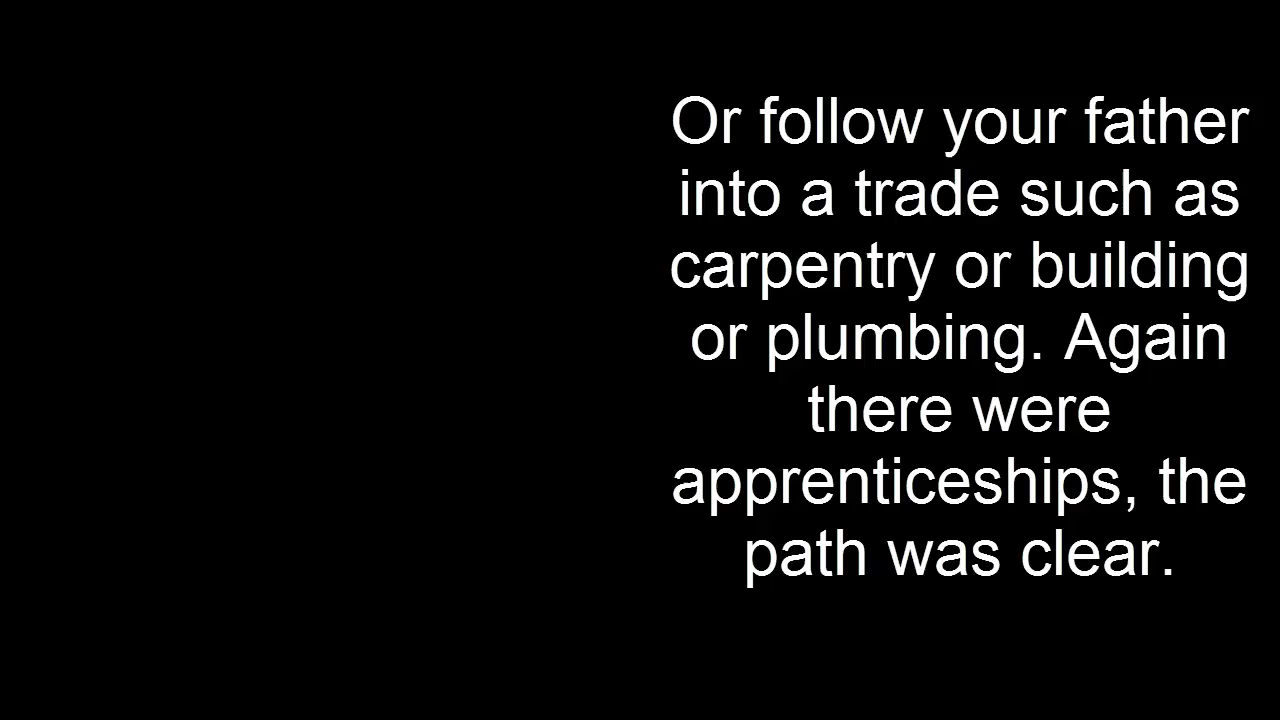 Or follow your father
into a trade such as
carpentry or building
or plumbing. Again
there were
apprenticeships, the
path was clear.